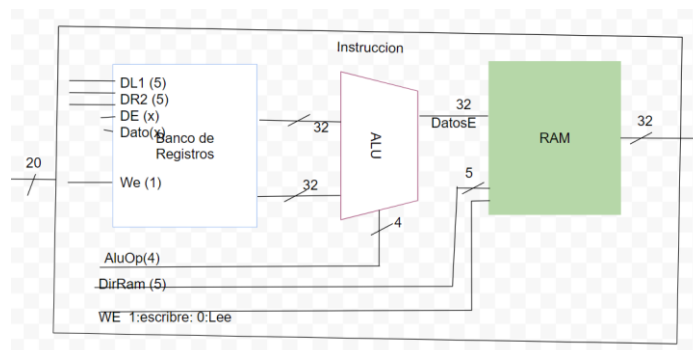 Instruccion
DL1 (5)
DR2 (5)
DE (x)
Dato(x)
Banco de
Registros
We (1)
20
32
32
ALU
4
32
DatosE
5
RAM
32
AluOp(4)
DirRam (5)
WE 1:escribre: 0:Lee